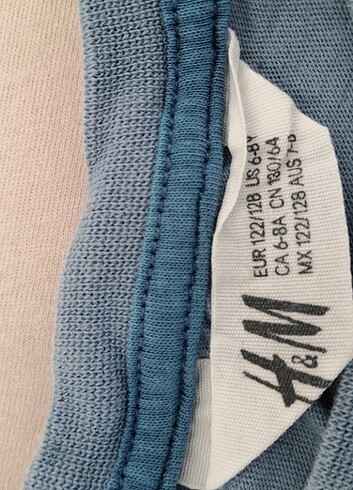 EUR 122/128 US 6-8Y
CA 6-8A CN 130/64
MX 122/128 AUS 7-8
H&M